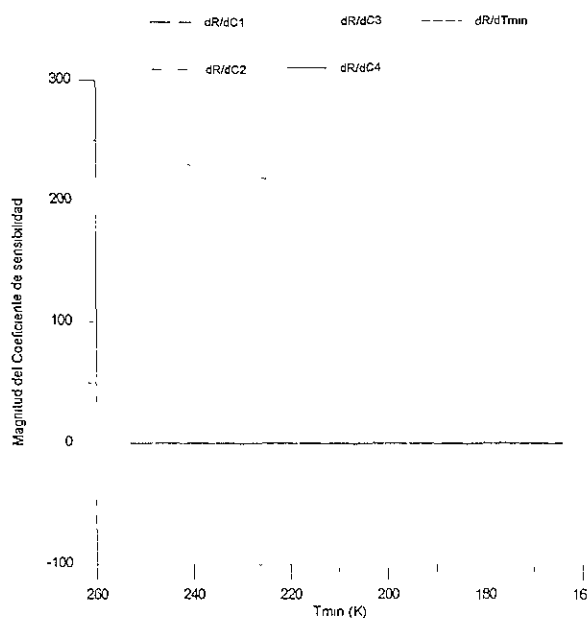 dR/dC1 dR/dC3 dR/dTmin
dR/dC2 dR/dC4
300
200
100
0
-100
Magnitud del Coeficiente de sensibilidad
260 240 220 200 180 16
Tmin (K)